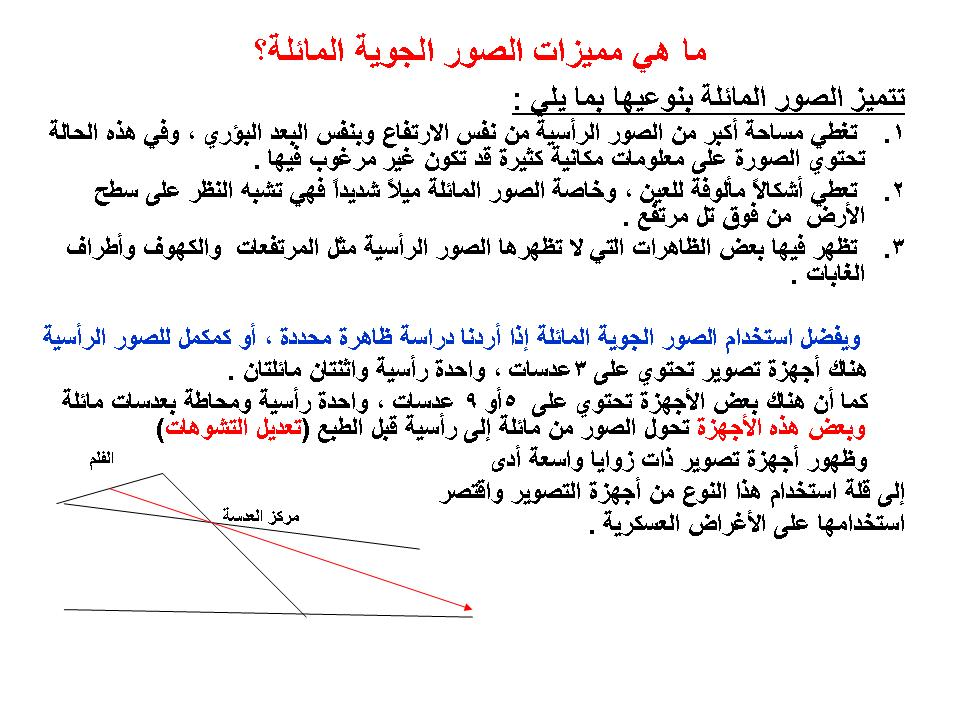 ما هي مميزات الصور الجوية المائلة؟
تتميز الصور المائلة بنوعيها بما يلي :
١. تغطي مساحة أكبر من الصور الرأسية من نفس الارتفاع وبنفس البعد البؤري ، وفي هذه الحالة
تحتوي الصورة على معلومات مكانية كثيرة قد تكون غير مرغوب فيها .
٢. تعطي أشكالاً مألوفة للعين ، وخاصة الصور المائلة ميلاً شديداً فهي تشبه النظر على سطح
الأرض من فوق تل مرتفع .
٣. تظهر فيها بعض الظاهرات التي لا تظهرها الصور الرأسية مثل المرتفعات والكهوف وأطراف
الغابات .
ويفضل استخدام الصور الجوية المائلة إذا أردنا دراسة ظاهرة محددة ، أو كمكمل للصور الرأسية
هناك أجهزة تصوير تحتوي على ٣ عدسات ، واحدة رأسية واثنتان مائلتان .
كما أن هناك بعض الأجهزة تحتوي على ٥ أو ٩ عدسات ، واحدة رأسية ومحاطة بعدسات مائلة
وبعض هذه الأجهزة تحول الصور من مائلة إلى رأسية قبل الطبع (تعديل التشوهات)
وظهور أجهزة تصوير ذات زوايا واسعة أدى
إلى قلة استخدام هذا النوع من أجهزة التصوير واقتصر
استخدامها على الأغراض العسكرية .
الفلم
مركز العدسة